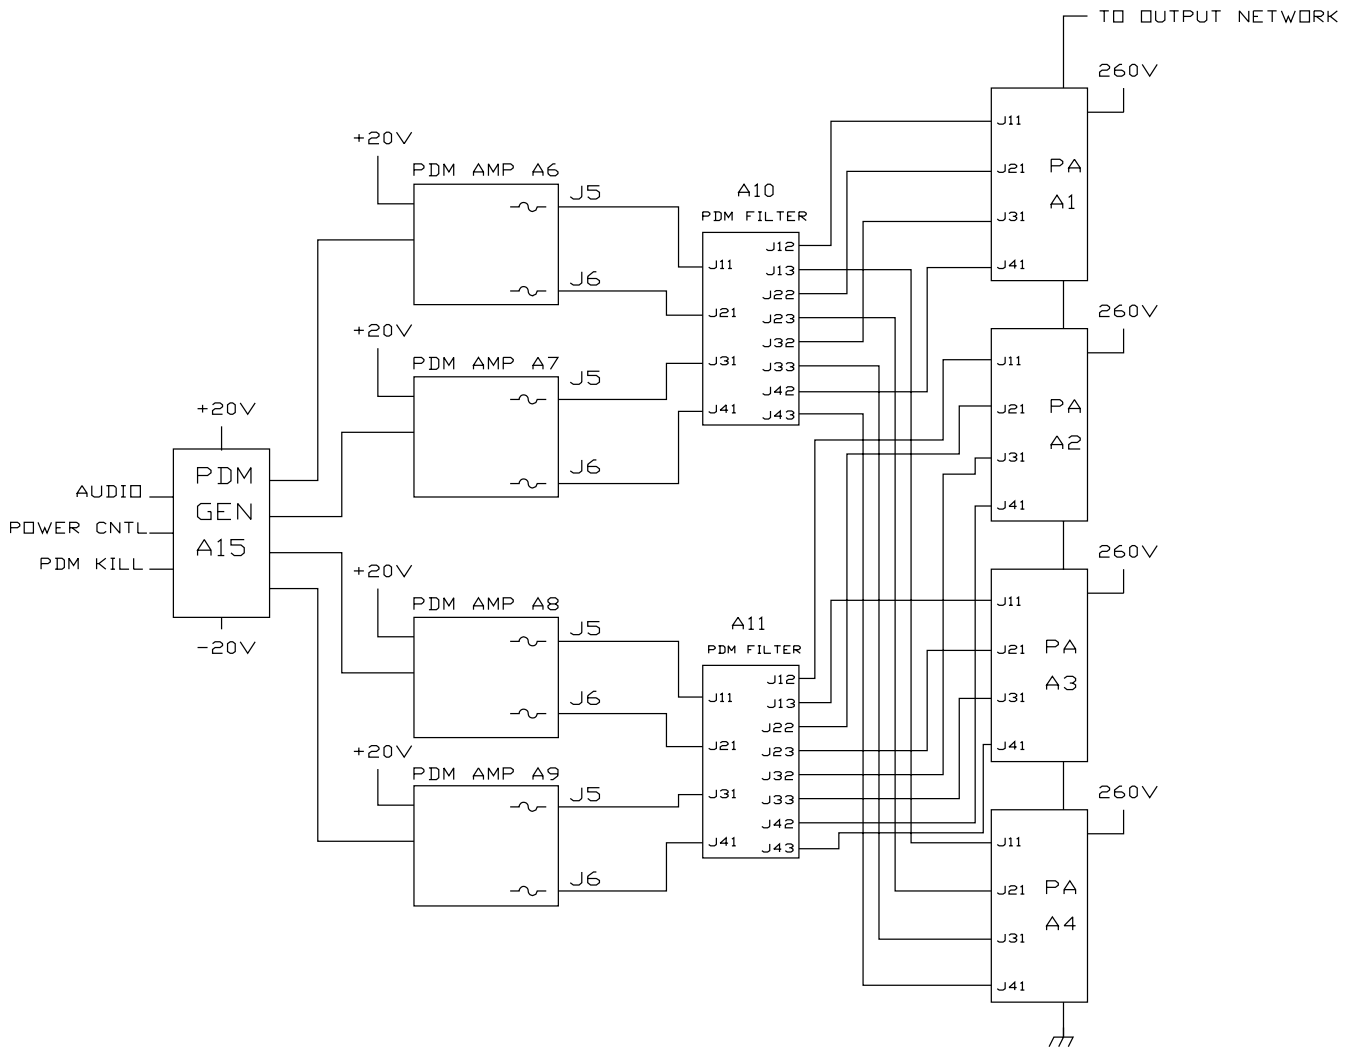 TO OUTPUT NETWORK
260V
J11
J21
J31
J41
PA
A1
+20V
PDM AMP A6
J5
J6
A10
PDM FILTER
J11
J21
J31
J41
J12
J13
J22
J23
J32
J33
J42
J43
+20V
PDM AMP A7
J5
J6
260V
J11
J21
J31
J41
PA
A2
+20V
PDM
GEN
A15
AUDIO
POWER CNTL
PDM KILL
-20V
+20V
PDM AMP A8
J5
J6
A11
PDM FILTER
J11
J21
J31
J41
J12
J13
J22
J23
J32
J33
J42
J43
260V
J11
J21
J31
J41
PA
A3
+20V
PDM AMP A9
J5
J6
260V
J11
J21
J31
J41
PA
A4